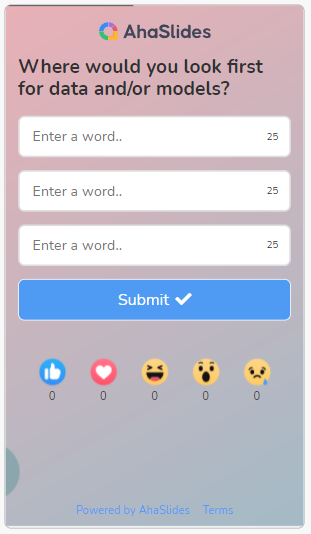 AhaSlides
Where would you look first
for data and/or models?
Enter a word.. 25
Enter a word.. 25
Enter a word.. 25
Submit
0 0 0 0 0
Powered by AhaSlides Terms